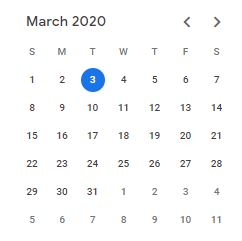 March 2020
S M T W T F S
1 2 3 4 5 6 7
8 9 10 11 12 13 14
15 16 17 18 19 20 21
22 23 24 25 26 27 28
29 30 31 1 2 3 4
5 6 7 8 9 10 11